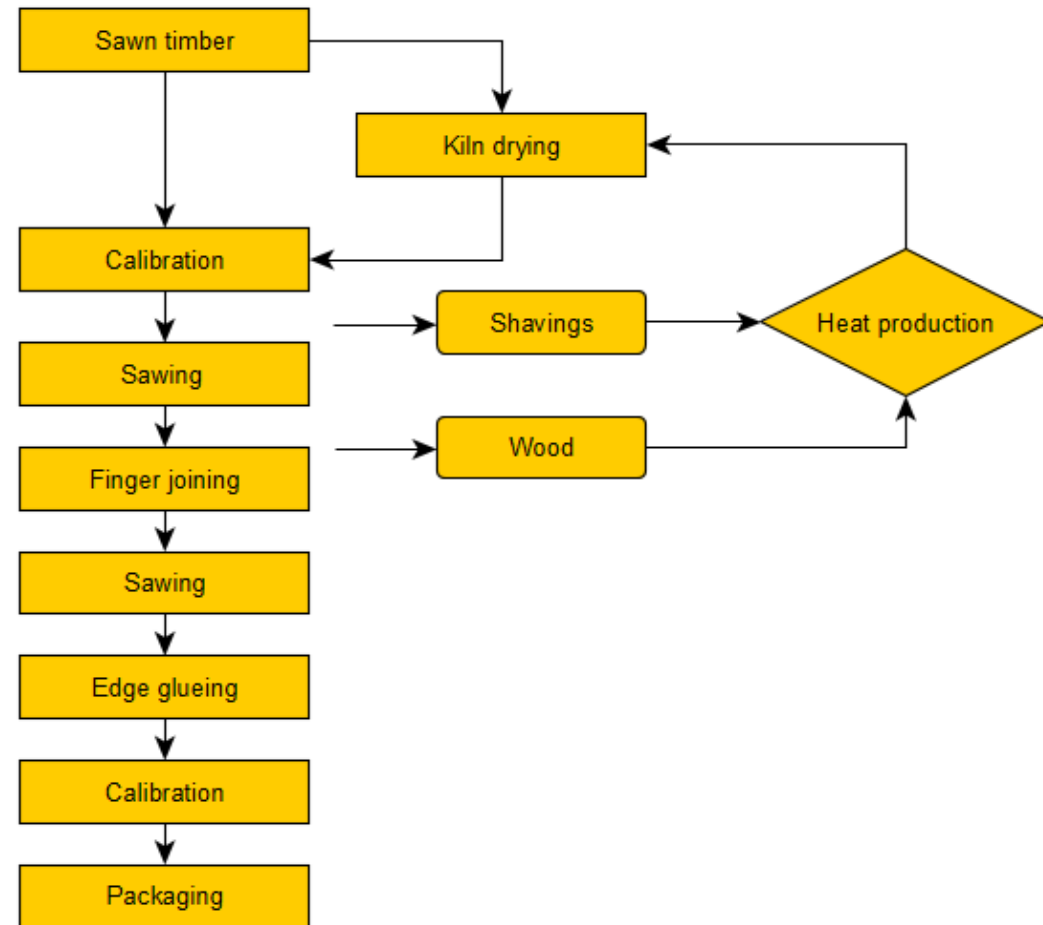 Sawn timber
Kiln drying
Calibration
Shavings
Heat production
Sawing
Wood
Finger joining
Sawing
Edge glueing
Calibration
Packaging